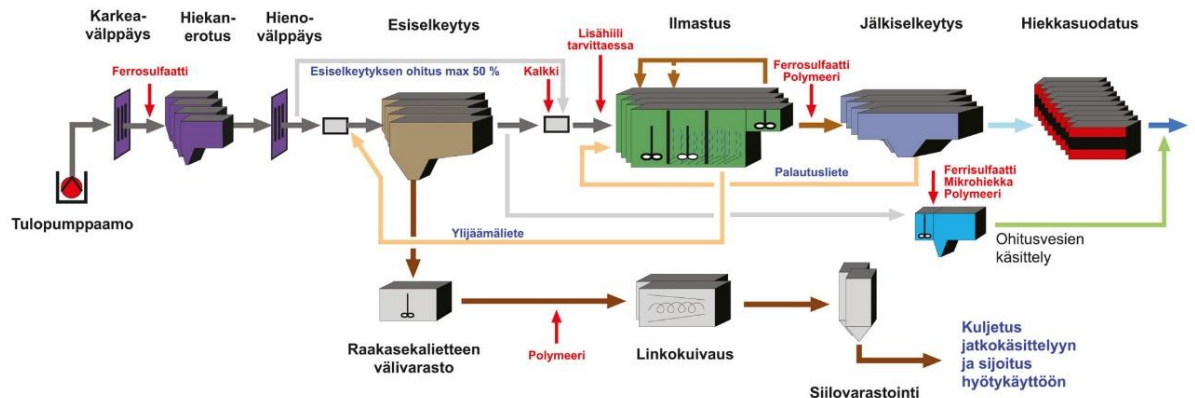 Karkea-
välppäys
Hiekan-
erotus
Hieno-
välppäys
Esiselkeytys
Ilmastus
Jälkiselkeytys
Hiekkasuodatus
Ferrosulfaatti
Esiselkeytyksen ohitus max 50 %
Kalkki
Lisähiili
tarvittaessa
Ferrosulfaatti
Polymeeri
Tulopumppaamo
Palautusliete
Ferrisulfaatti
Mikrohiekka
Polymeeri
Ylijäämäliete
Ohitusvesien
käsittely
Raakasekalietteen
välivarasto
Polymeeri
Linkokuivaus
Siilovarastointi
Kuljetus
jatkokäsittelyyn
ja sijoitus
hyötykäyttöön